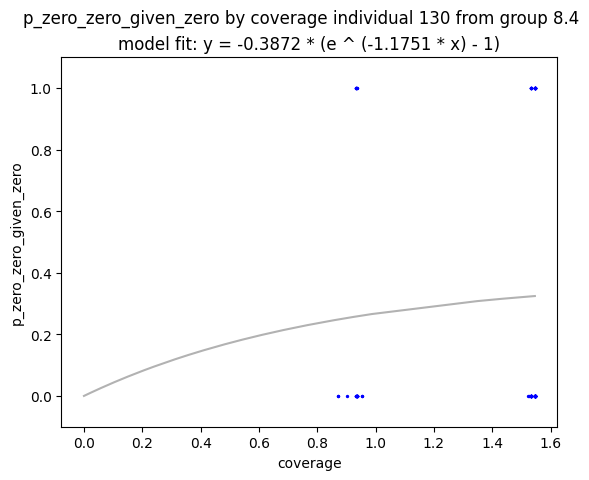 p_zero_zero_given_zero by coverage individual 130 from group 8.4
model fit: y = -0.3872 * (e ^ (-1.1751 * x) - 1)
1.0
0.8
0.6
0.4
0.2
0.0
p_zero_zero_given_zero
0.0 0.2 0.4 0.6 0.8 1.0 1.2 1.4 1.6
coverage